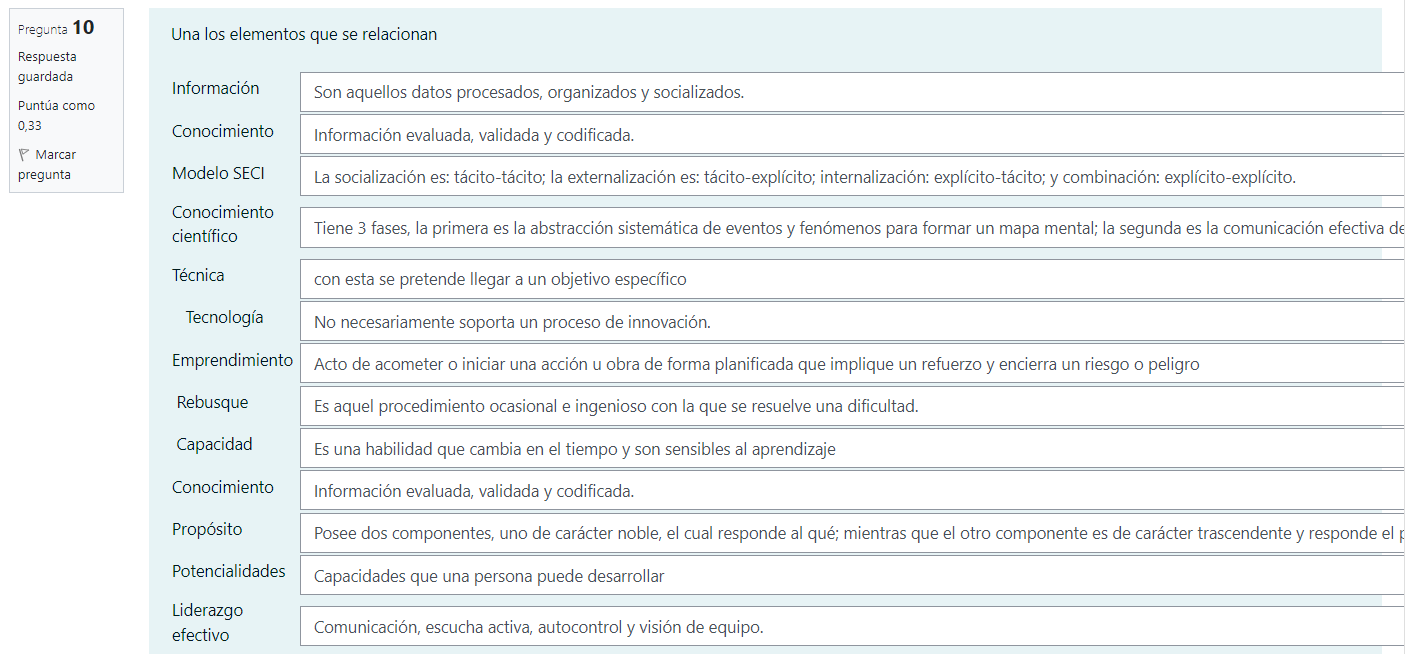 Pregunta 10
Respuesta
guardada
Puntúa como
0,33
Marcar
pregunta
Una los elementos que se relacionan
Información
Son aquellos datos procesados, organizados y socializados.
Conocimiento
Información evaluada, validada y codificada.
Modelo SECI
La socialización es: tácito-tácito; la externalización es: tácito-explícito; internalización: explícito-tácito; y combinación: explícito-explícito.
Conocimiento
científico
Tiene 3 fases, la primera es la abstracción sistemática de eventos y fenómenos para formar un mapa mental; la segunda es la comunicación efectiva de
Técnica
con esta se pretende llegar a un objetivo específico
Tecnología
No necesariamente soporta un proceso de innovación.
Emprendimiento
Acto de acometer o iniciar una acción u obra de forma planificada que implique un refuerzo y encierra un riesgo o peligro
Rebusque
Es aquel procedimiento ocasional e ingenioso con la que se resuelve una dificultad.
Capacidad
Es una habilidad que cambia en el tiempo y son sensibles al aprendizaje
Conocimiento
Información evaluada, validada y codificada.
Propósito
Posee dos componentes, uno de carácter noble, el cual responde al qué; mientras que el otro componente es de carácter trascendente y responde el
Potencialidades
Capacidades que una persona puede desarrollar
Liderazgo
efectivo
Comunicación, escucha activa, autocontrol y visión de equipo.